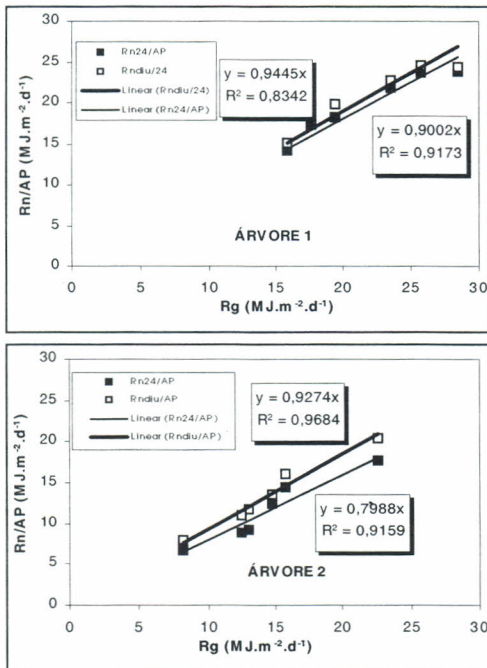 Rn24/AP
Rndiu/24
Linear (Rndiu/24)
Linear (Rn24/AP)
y = 0,9445x
R² = 0,8342
y = 0,9002x
R² = 0,9173
ÁRVORE 1
30
25
20
15
10
5
0
Rn/AP (MJ.m⁻².d⁻¹)
0 5 10 15 20 25 30
Rg (MJ.m⁻².d⁻¹)
Rn24/AP
Rndiu/AP
Linear (Rn24/AP)
Linear (Rndiu/AP)
y = 0,9274x
R² = 0,9684
y = 0,7988x
R² = 0,9159
ÁRVORE 2
30
25
20
15
10
5
0
Rn/AP (MJ.m⁻².d⁻¹)
0 5 10 15 20 25 30
Rg (MJ.m⁻².d⁻¹)